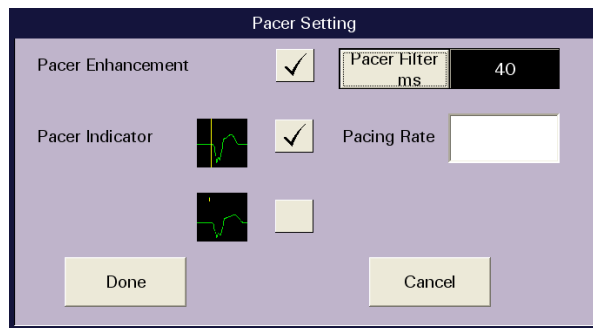 Pacer Setting
Pacer Enhancement
Pacer Filter
ms
40
Pacer Indicator
Pacing Rate
Done
Cancel